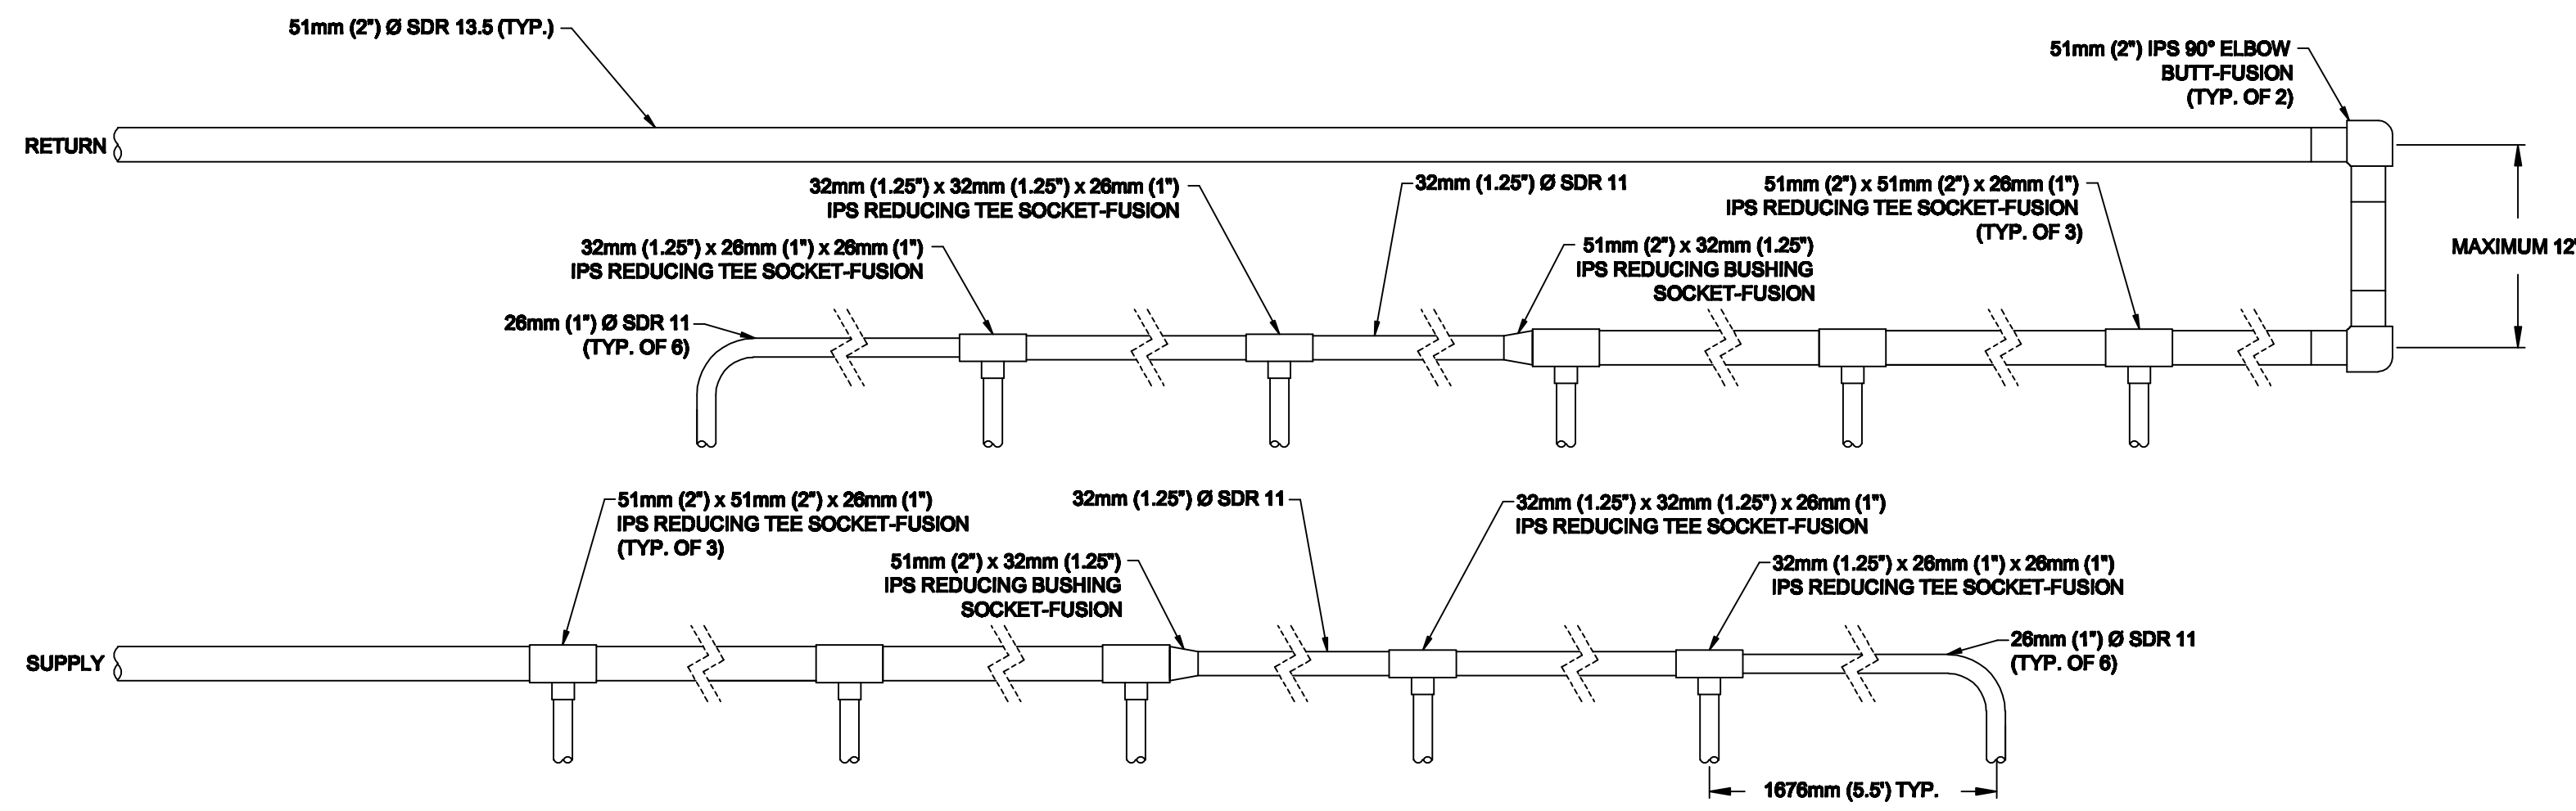 51mm (2") Ø SDR 13.5 (TYP.)
51mm (2") IPS 90° ELBOW
BUTT-FUSION
(TYP. OF 2)
RETURN
32mm (1.25") x 32mm (1.25") x 26mm (1")
IPS REDUCING TEE SOCKET-FUSION
32mm (1.25") Ø SDR 11
51mm (2") x 51mm (2") x 26mm (1")
IPS REDUCING TEE SOCKET-FUSION
(TYP. OF 3)
32mm (1.25") x 26mm (1") x 26mm (1")
IPS REDUCING TEE SOCKET-FUSION
51mm (2") x 32mm (1.25")
IPS REDUCING BUSHING
SOCKET-FUSION
MAXIMUM 12"
26mm (1") Ø SDR 11
(TYP. OF 6)
51mm (2") x 51mm (2") x 26mm (1")
IPS REDUCING TEE SOCKET-FUSION
(TYP. OF 3)
32mm (1.25") Ø SDR 11
32mm (1.25") x 32mm (1.25") x 26mm (1")
IPS REDUCING TEE SOCKET-FUSION
51mm (2") x 32mm (1.25")
IPS REDUCING BUSHING
SOCKET-FUSION
32mm (1.25") x 26mm (1") x 26mm (1")
IPS REDUCING TEE SOCKET-FUSION
26mm (1") Ø SDR 11
(TYP. OF 6)
SUPPLY
1676mm (5.5') TYP.